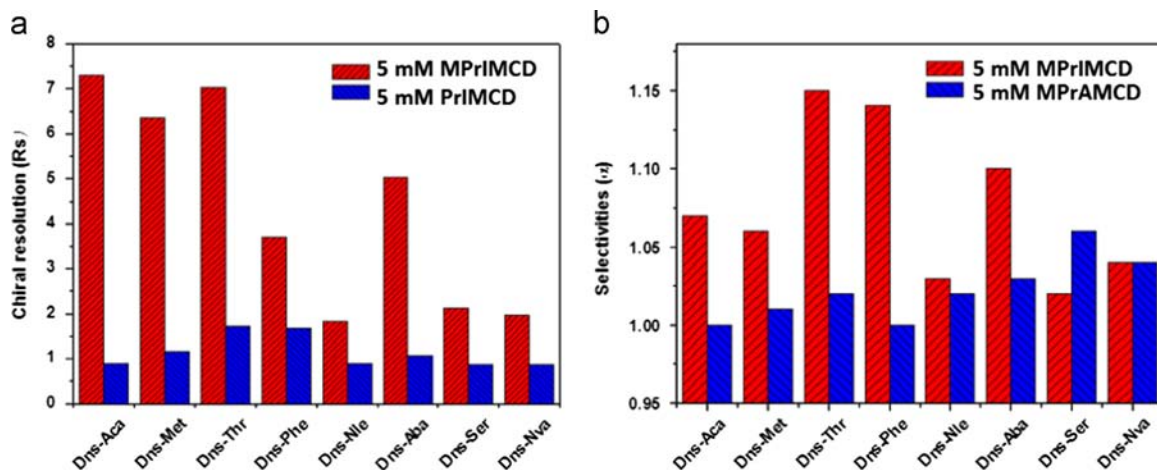 a
Chiral resolution (Rs)
8
7
6
5
4
3
2
1
0
5 mM MPrIMCD
5 mM PrIMCD
Dns-Aca
Dns-Met
Dns-Thr
Dns-Phe
Dns-Nle
Dns-Aba
Dns-Ser
Dns-Nva
b
Selectivities (α)
1.15
1.10
1.05
1.00
0.95
5 mM MPrIMCD
5 mM MPrAMCD
Dns-Aca
Dns-Met
Dns-Thr
Dns-Phe
Dns-Nle
Dns-Aba
Dns-Ser
Dns-Nva